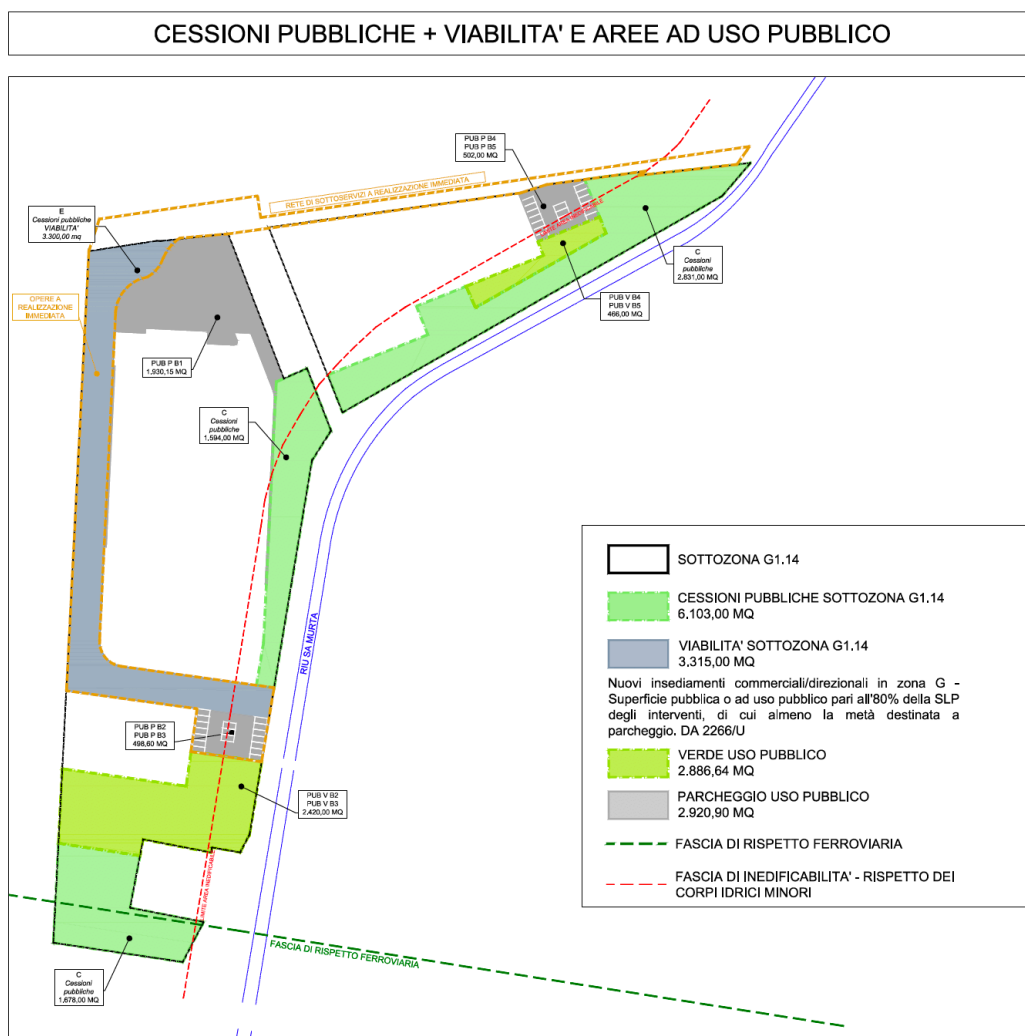 CESSIONI PUBBLICHE + VIABILITA' E AREE AD USO PUBBLICO
PUB P B4
PUB P B5
502,00 MQ
RETE DI SOTTOSERVIZI A REALIZZAZIONE IMMEDIATA
E
Cessioni pubbliche
VIABILITA'
3.300,00 mq
LIMITE AREA INEDIFICABILE
C
Cessioni
pubbliche
2.831,00 MQ
OPERE A
REALIZZAZIONE
IMMEDIATA
PUB V B4
PUB V B5
466,00 MQ
PUB P B1
1,930,15 MQ
C
Cessioni
pubbliche
1,594,00 MQ
RIU SA MURTA
PUB P B2
PUB P B3
498,60 MQ
PUB V B2
PUB V B3
2.420,00 MQ
LIMITE AREA INEDIFICABILE
FASCIA DI RISPETTO FERROVIARIA
C
Cessioni
pubbliche
1,678,00 MQ
SOTTOZONA G1.14
CESSIONI PUBBLICHE SOTTOZONA G1.14
6.103,00 MQ
VIABILITA' SOTTOZONA G1.14
3.315,00 MQ
Nuovi insediamenti commerciali/direzionali in zona G -
Superficie pubblica o ad uso pubblico pari all'80% della SLP
degli interventi, di cui almeno la metà destinata a
parcheggio. DA 2266/U
VERDE USO PUBBLICO
2.886,64 MQ
PARCHEGGIO USO PUBBLICO
2.920,90 MQ
FASCIA DI RISPETTO FERROVIARIA
FASCIA DI INEDIFICABILITA' - RISPETTO DEI
CORPI IDRICI MINORI